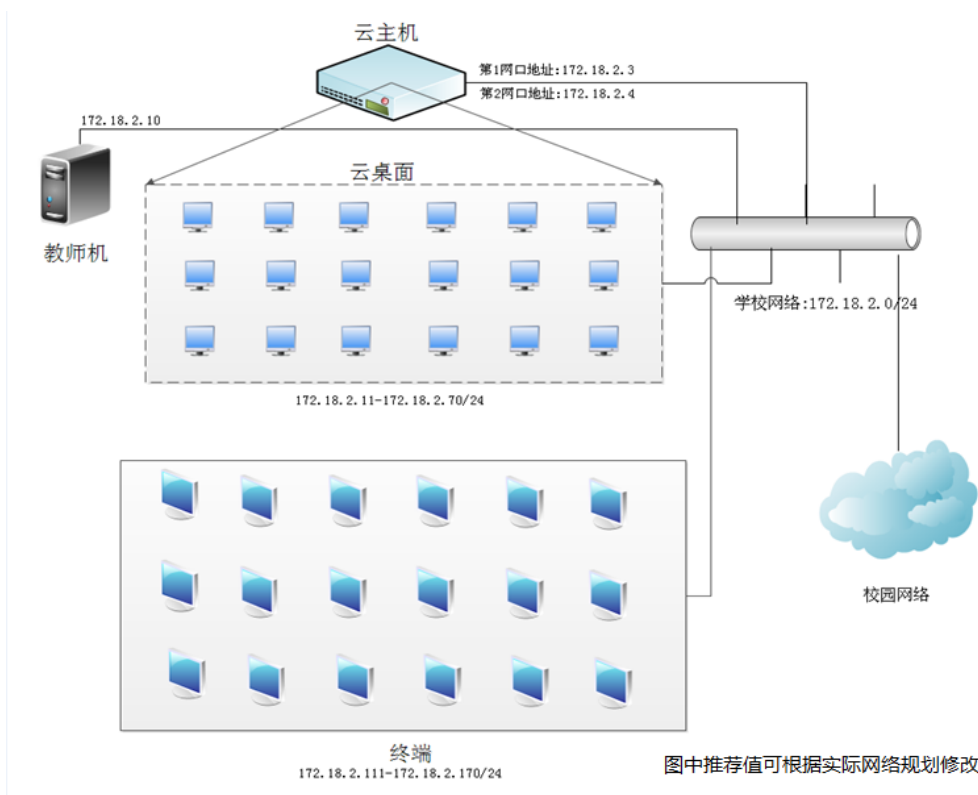 云主机
第1网口地址:172.18.2.3
第2网口地址:172.18.2.4
172.18.2.10
云桌面
教师机
学校网络:172.18.2.0/24
172.18.2.11-172.18.2.70/24
校园网络
终端
172.18.2.111-172.18.2.170/24
图中推荐值可根据实际网络规划修改